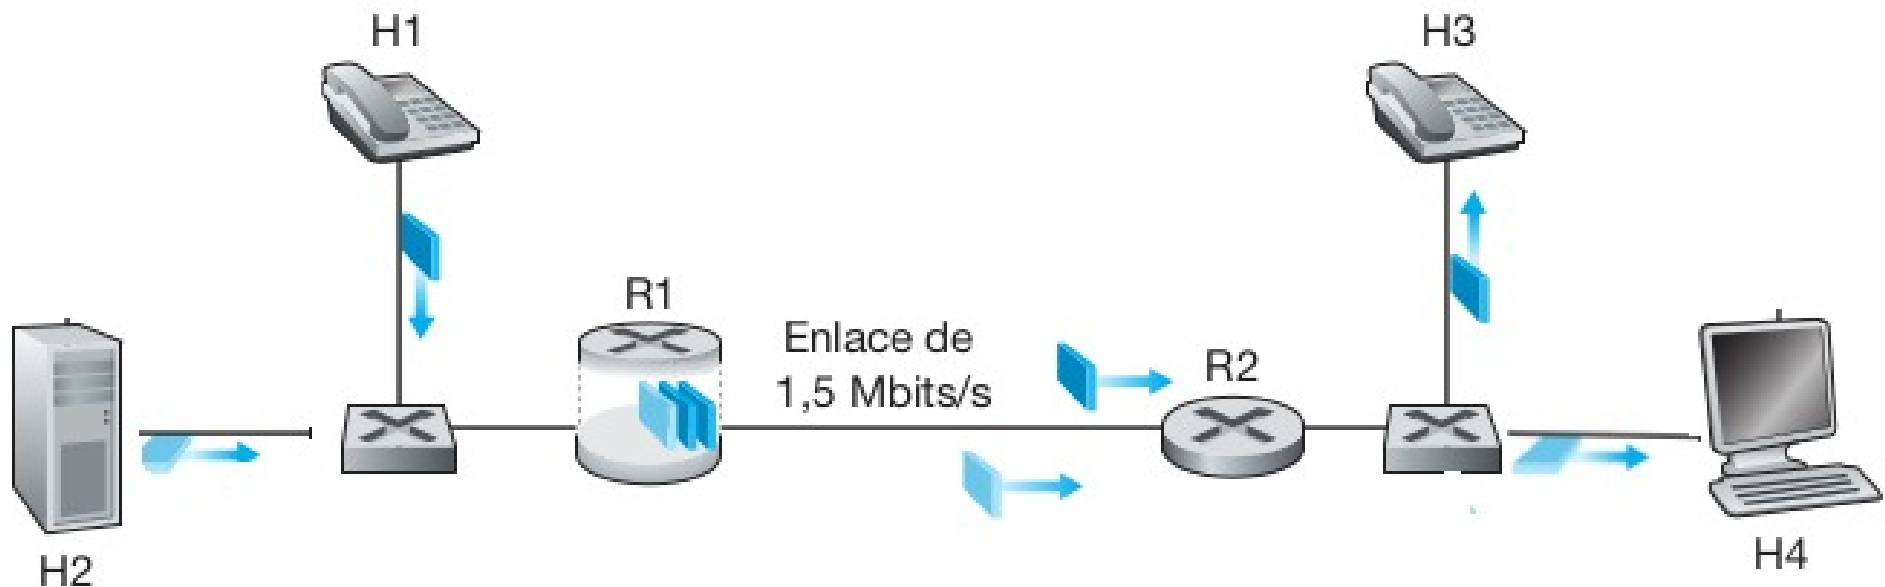 H1
H3
R1
Enlace de
1,5 Mbits/s
R2
H2
H4